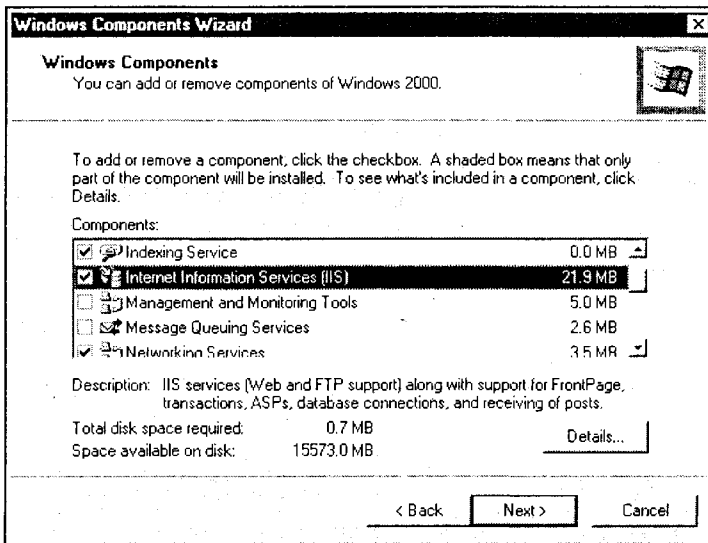 Windows Components Wizard
Windows Components
You can add or remove components of Windows 2000.
To add or remove a component, click the checkbox. A shaded box means that only
part of the component will be installed. To see what's included in a component, click
Details.
Components:
Indexing Service 0.0 MB
Internet Information Services (IIS) 21.9 MB
Management and Monitoring Tools 5.0 MB
Message Queuing Services 2.6 MB
Networking Services 3.5 MB
Description: IIS services (Web and FTP support) along with support for FrontPage,
transactions, ASPs, database connections, and receiving of posts.
Total disk space required: 0.7 MB
Space available on disk: 15573.0 MB
Details...
< Back Next > Cancel